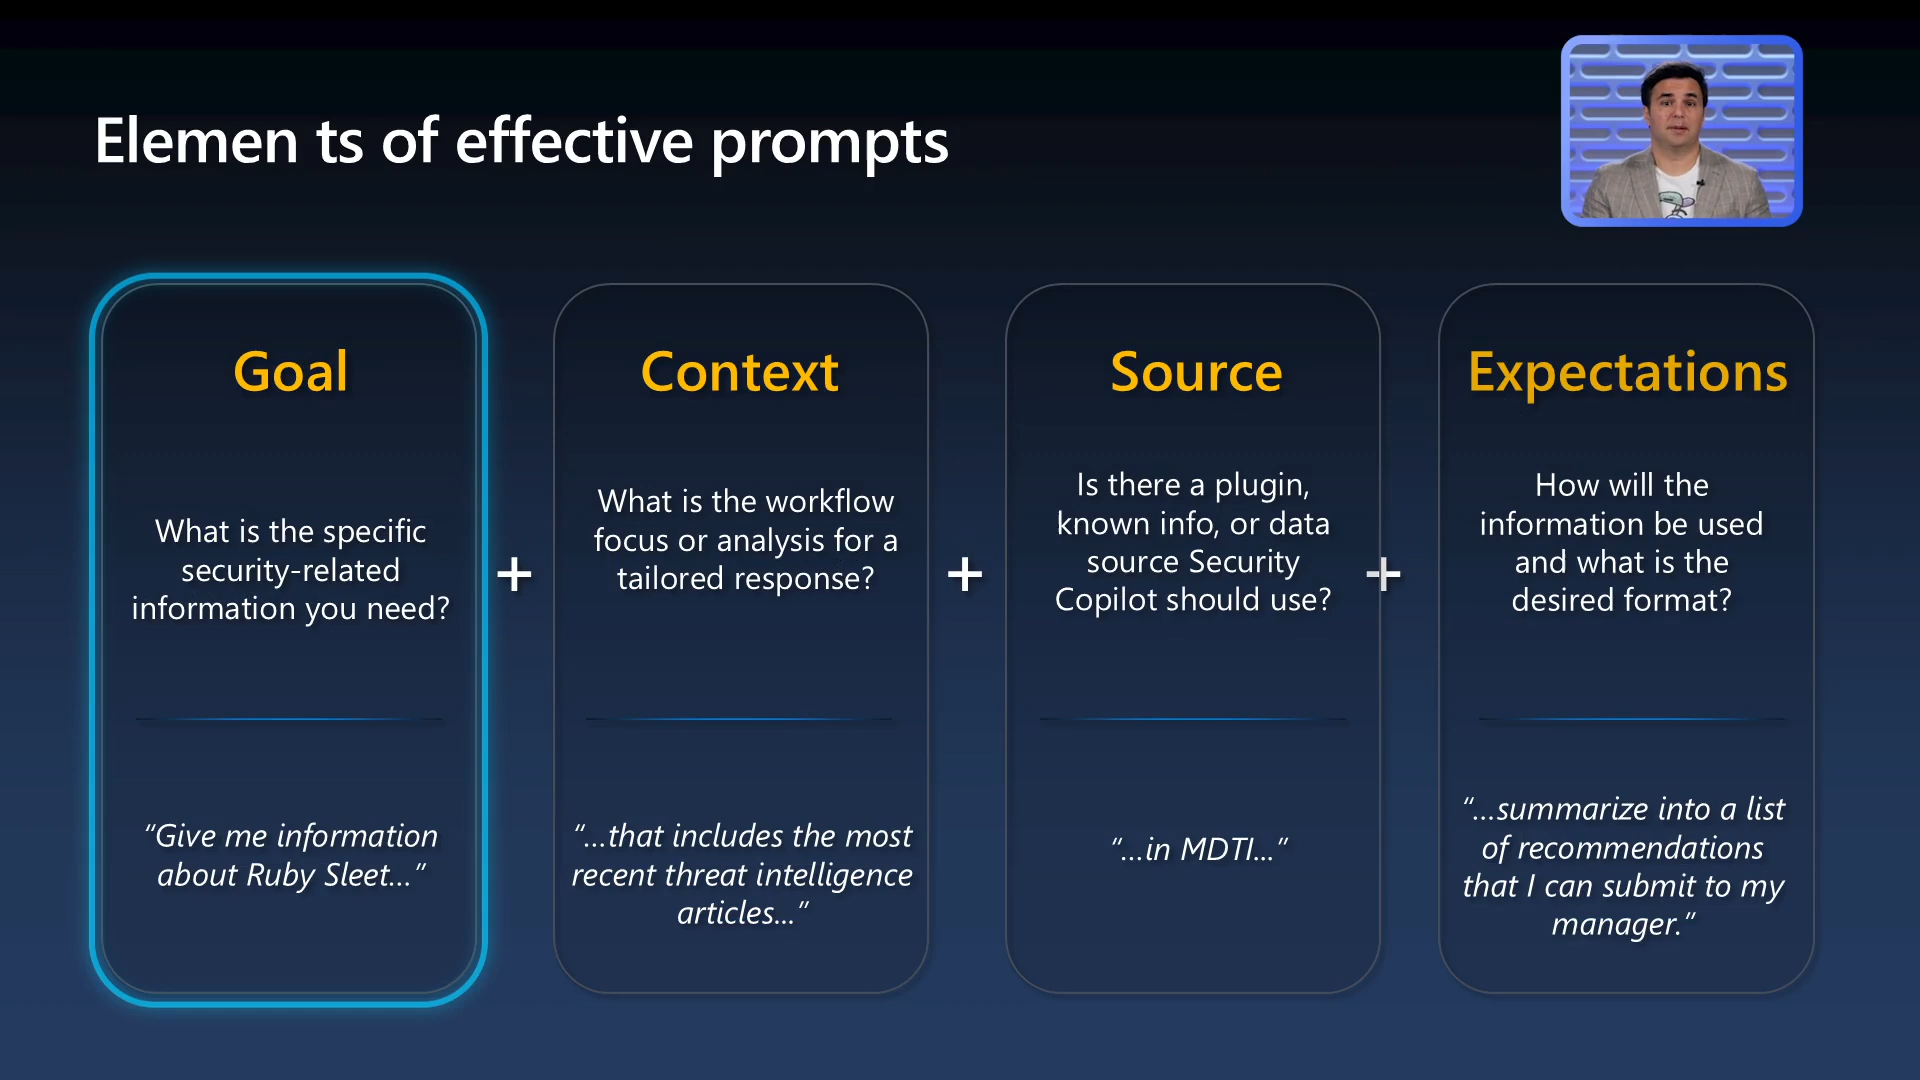 Elemen ts of effective prompts
Goal
What is the specific
security-related
information you need?
“Give me information
about Ruby Sleet...”
+
Context
What is the workflow
focus or analysis for a
tailored response?
“...that includes the most
recent threat intelligence
articles...”
+
Source
Is there a plugin,
known info, or data
source Security
Copilot should use?
“...in MDTI...”
+
Expectations
How will the
information be used
and what is the
desired format?
“...summarize into a list
of recommendations
that I can submit to my
manager.”